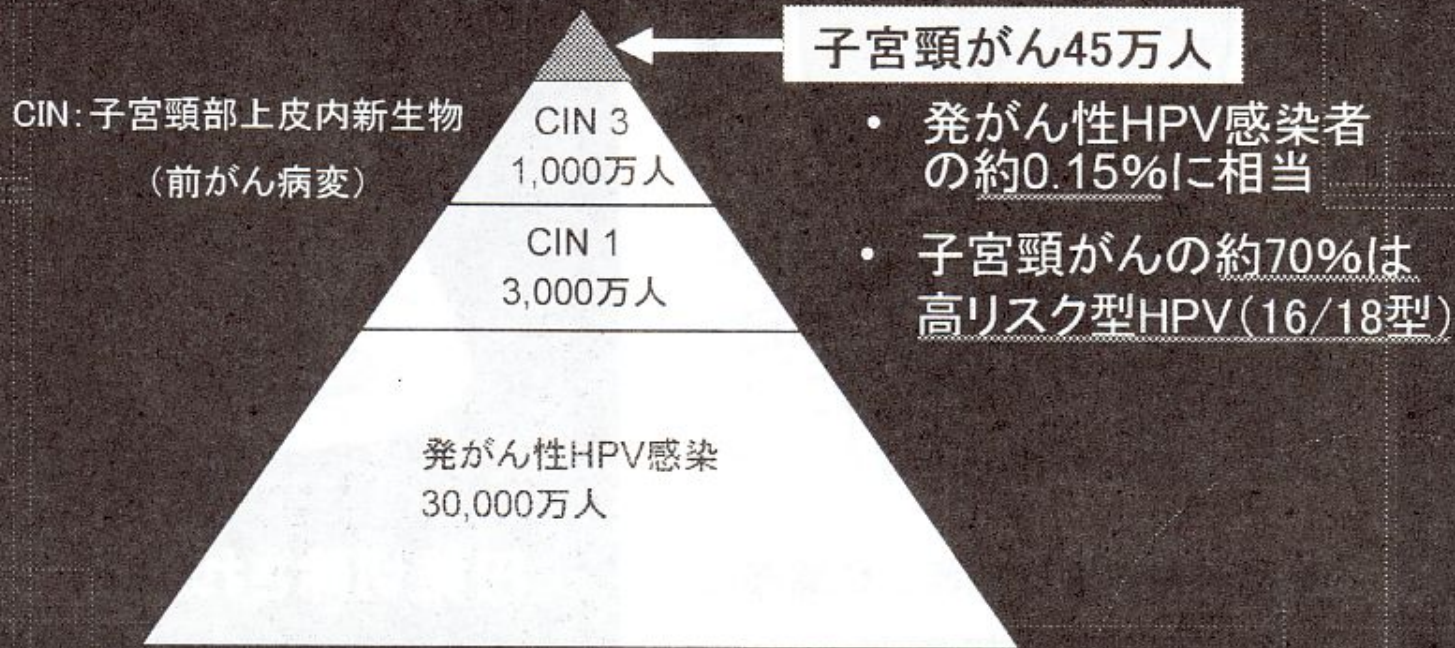 子宮頸がん45万人
CIN:子宮頸部上皮内新生物
(前がん病変)
CIN 3
1,000万人
CIN 1
3,000万人
発がん性HPV感染
30,000万人
・ 発がん性HPV感染者
の約0.15%に相当
・ 子宮頸がんの約70%は
高リスク型HPV(16/18型)